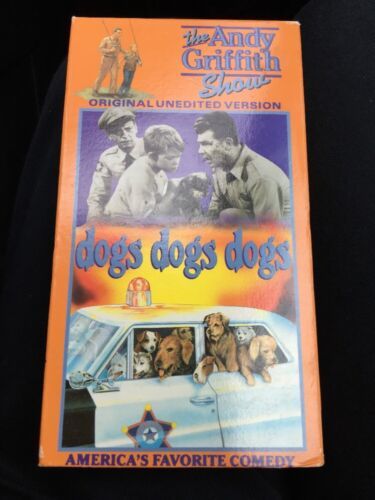 the Andy
Griffith
Show
ORIGINAL UNEDITED VERSION
dogs dogs dogs
AMERICA'S FAVORITE COMEDY